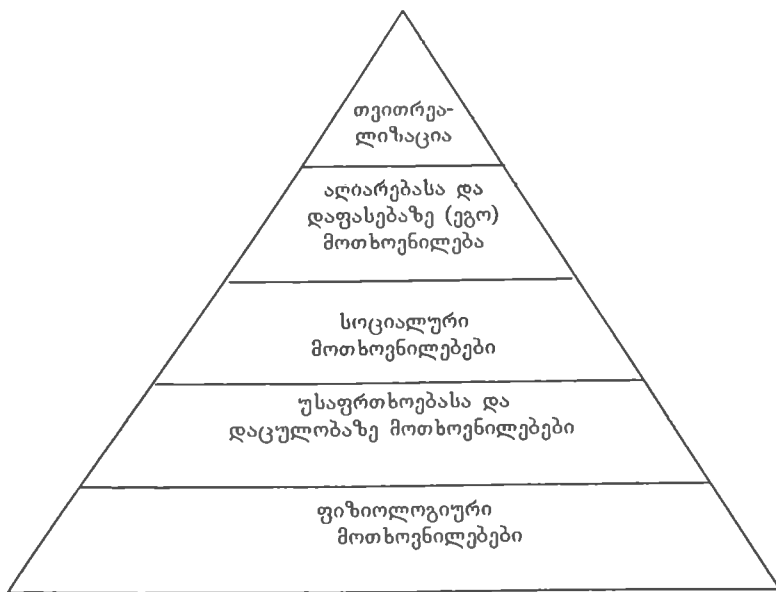 თვითრეა-
ლიზაცია
აღიარებასა და
დაფასებაზე (ეგო)
მოთხოვნილება
სოციალური
მოთხოვნილებები
უსაფრთხოებასა და
დაცულობაზე მოთხოვნილებები
ფიზიოლოგიური
მოთხოვნილებები